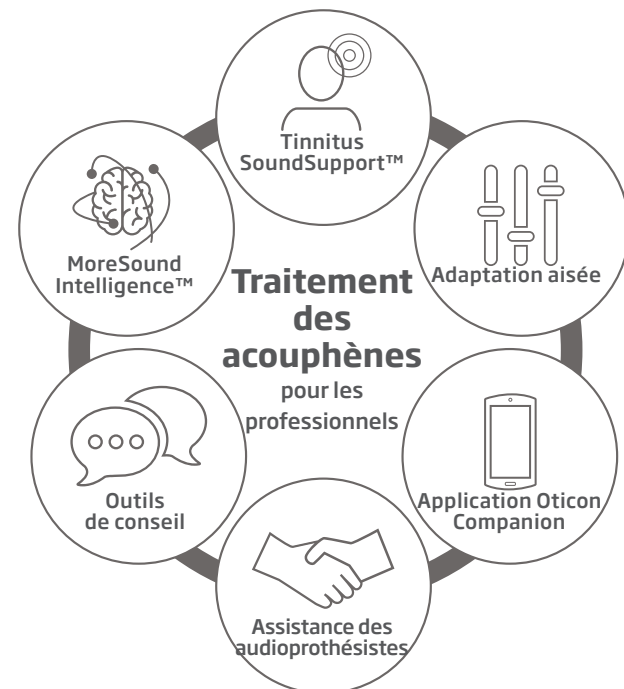 Tinnitus
SoundSupport™
Adaptation aisée
Application Oticon
Companion
Assistance des
audioprothésistes
Outils
de conseil
MoreSound
Intelligence™
Traitement
des
acouphènes
pour les
professionnels